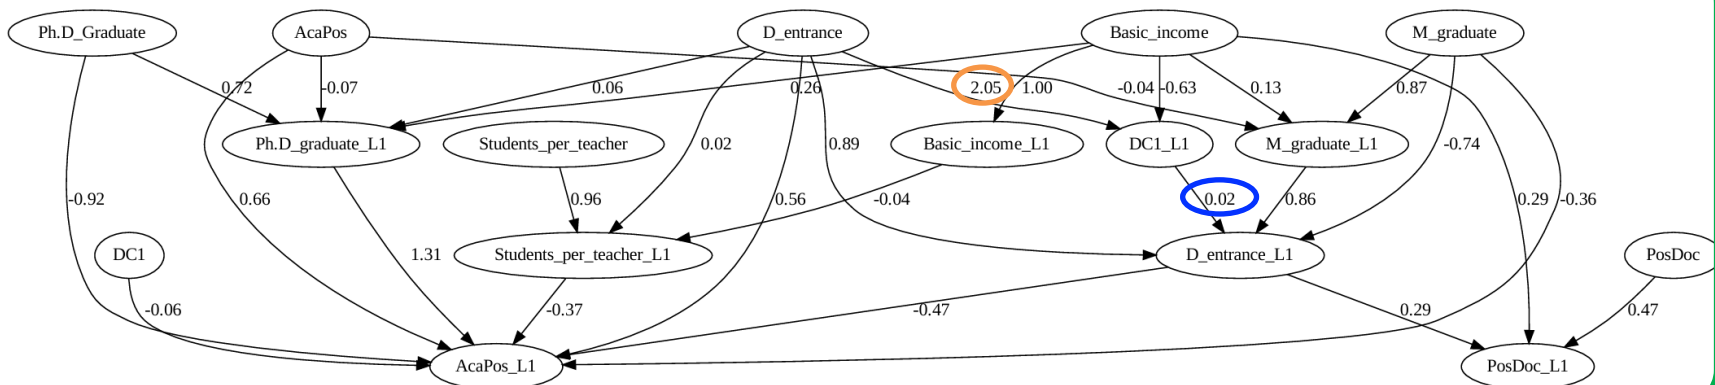 Ph.D_Graduate AcaPos D_entrance Basic_income M_graduate
0.72 -0.07 0.06 0.26 2.05 1.00 -0.04 -0.63 0.13 0.87
Ph.D_graduate_L1 Students_per_teacher 0.02 0.89 Basic_income_L1 DC1_L1 M_graduate_L1 -0.74
-0.92 0.66 0.96 0.56 -0.04 0.02 0.86 0.29 -0.36
DC1 1.31 Students_per_teacher_L1 D_entrance_L1 PosDoc
-0.06 -0.37 -0.47 0.29 0.47
AcaPos_L1 PosDoc_L1